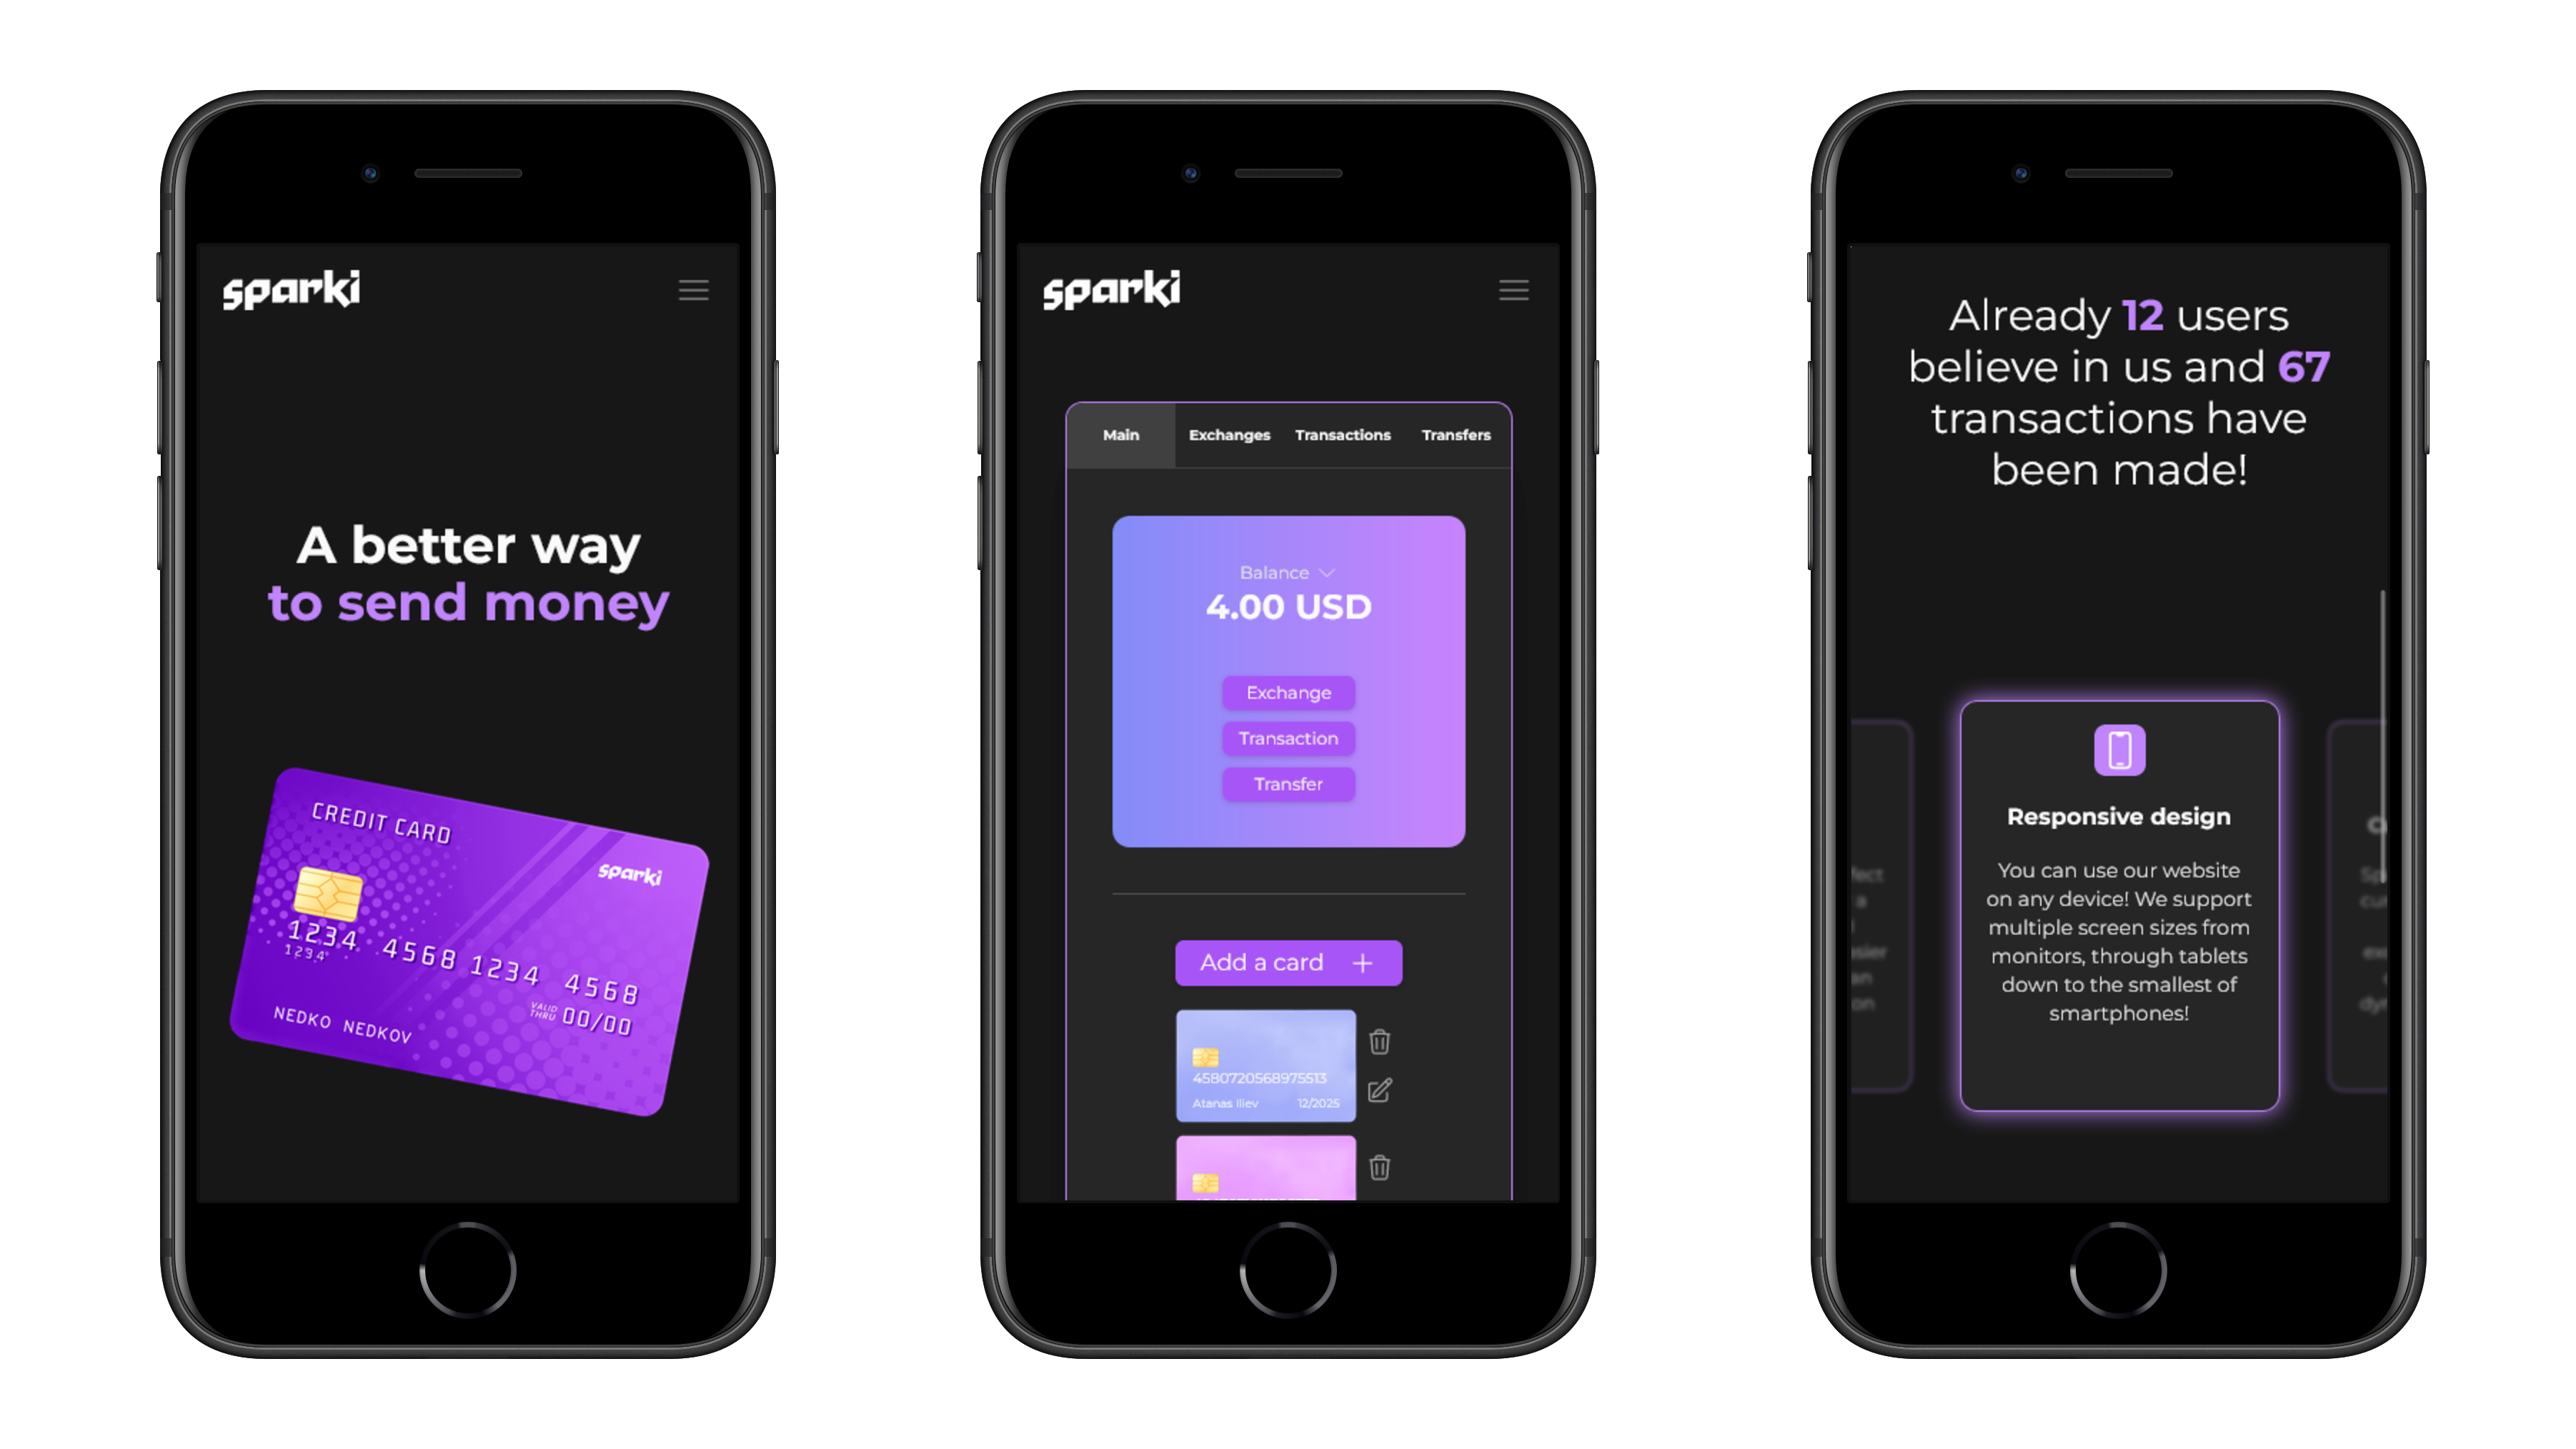 sparki
A better way
to send money
CREDIT CARD
sparki
1234 4568 1234 4568
1234
VALID
THRU 00/00
NEDKO NEDKOV
sparki
Main Exchanges Transactions Transfers
Balance
4.00 USD
Exchange
Transaction
Transfer
Add a card +
4580720568975513
Atanas Iliev 12/2025
Already 12 users
believe in us and 67
transactions have
been made!
Responsive design
You can use our website
on any device! We support
multiple screen sizes from
monitors, through tablets
down to the smallest of
smartphones!